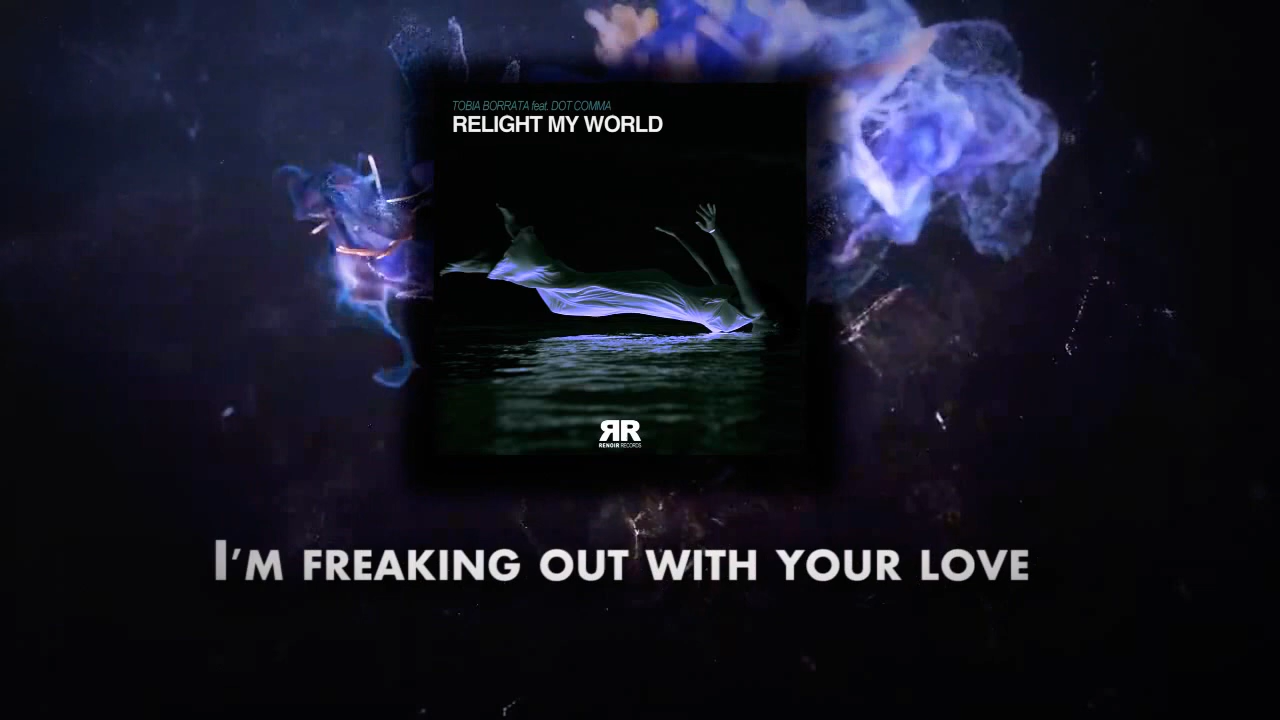 TOBIA BORRATA feat. DOT COMMA
RELIGHT MY WORLD
RR
RENOIR RECORDS
I'M FREAKING OUT WITH YOUR LOVE